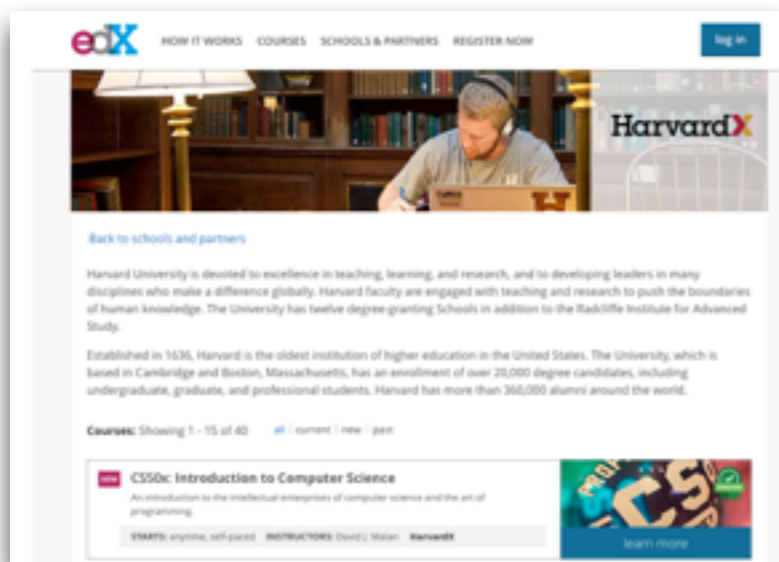 edX HOW IT WORKS COURSES SCHOOLS & PARTNERS REGISTER NOW log in
HarvardX
Back to schools and partners
Harvard University is devoted to excellence in teaching, learning, and research, and to developing leaders in many
disciplines who make a difference globally. Harvard faculty are engaged with teaching and research to push the boundaries
of human knowledge. The University has twelve degree-granting Schools in addition to the Radcliffe Institute for Advanced
Study.
Established in 1636, Harvard is the oldest institution of higher education in the United States. The University, which is
based in Cambridge and Boston, Massachusetts, has an enrollment of over 20,000 degree candidates, including
undergraduate, graduate, and professional students. Harvard has more than 360,000 alumni around the world.
Courses: Showing 1 - 15 of 40 all | current | new | past
NEW CS50x: Introduction to Computer Science
An introduction to the intellectual enterprises of computer science and the art of
programming.
STARTS: anytime, self-paced INSTRUCTORS: David J. Malan HarvardX
CS
learn more